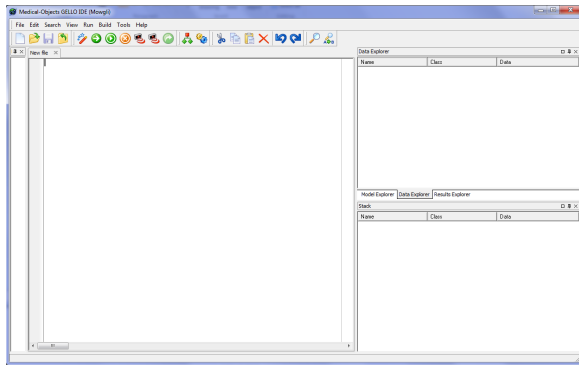 Medical-Objects GELLO IDE (Mowgli)
File Edit Search View Run Build Tools Help
New file
Data Explorer
Name Class Data
Model Explorer Data Explorer Results Explorer
Stack
Name Class Data